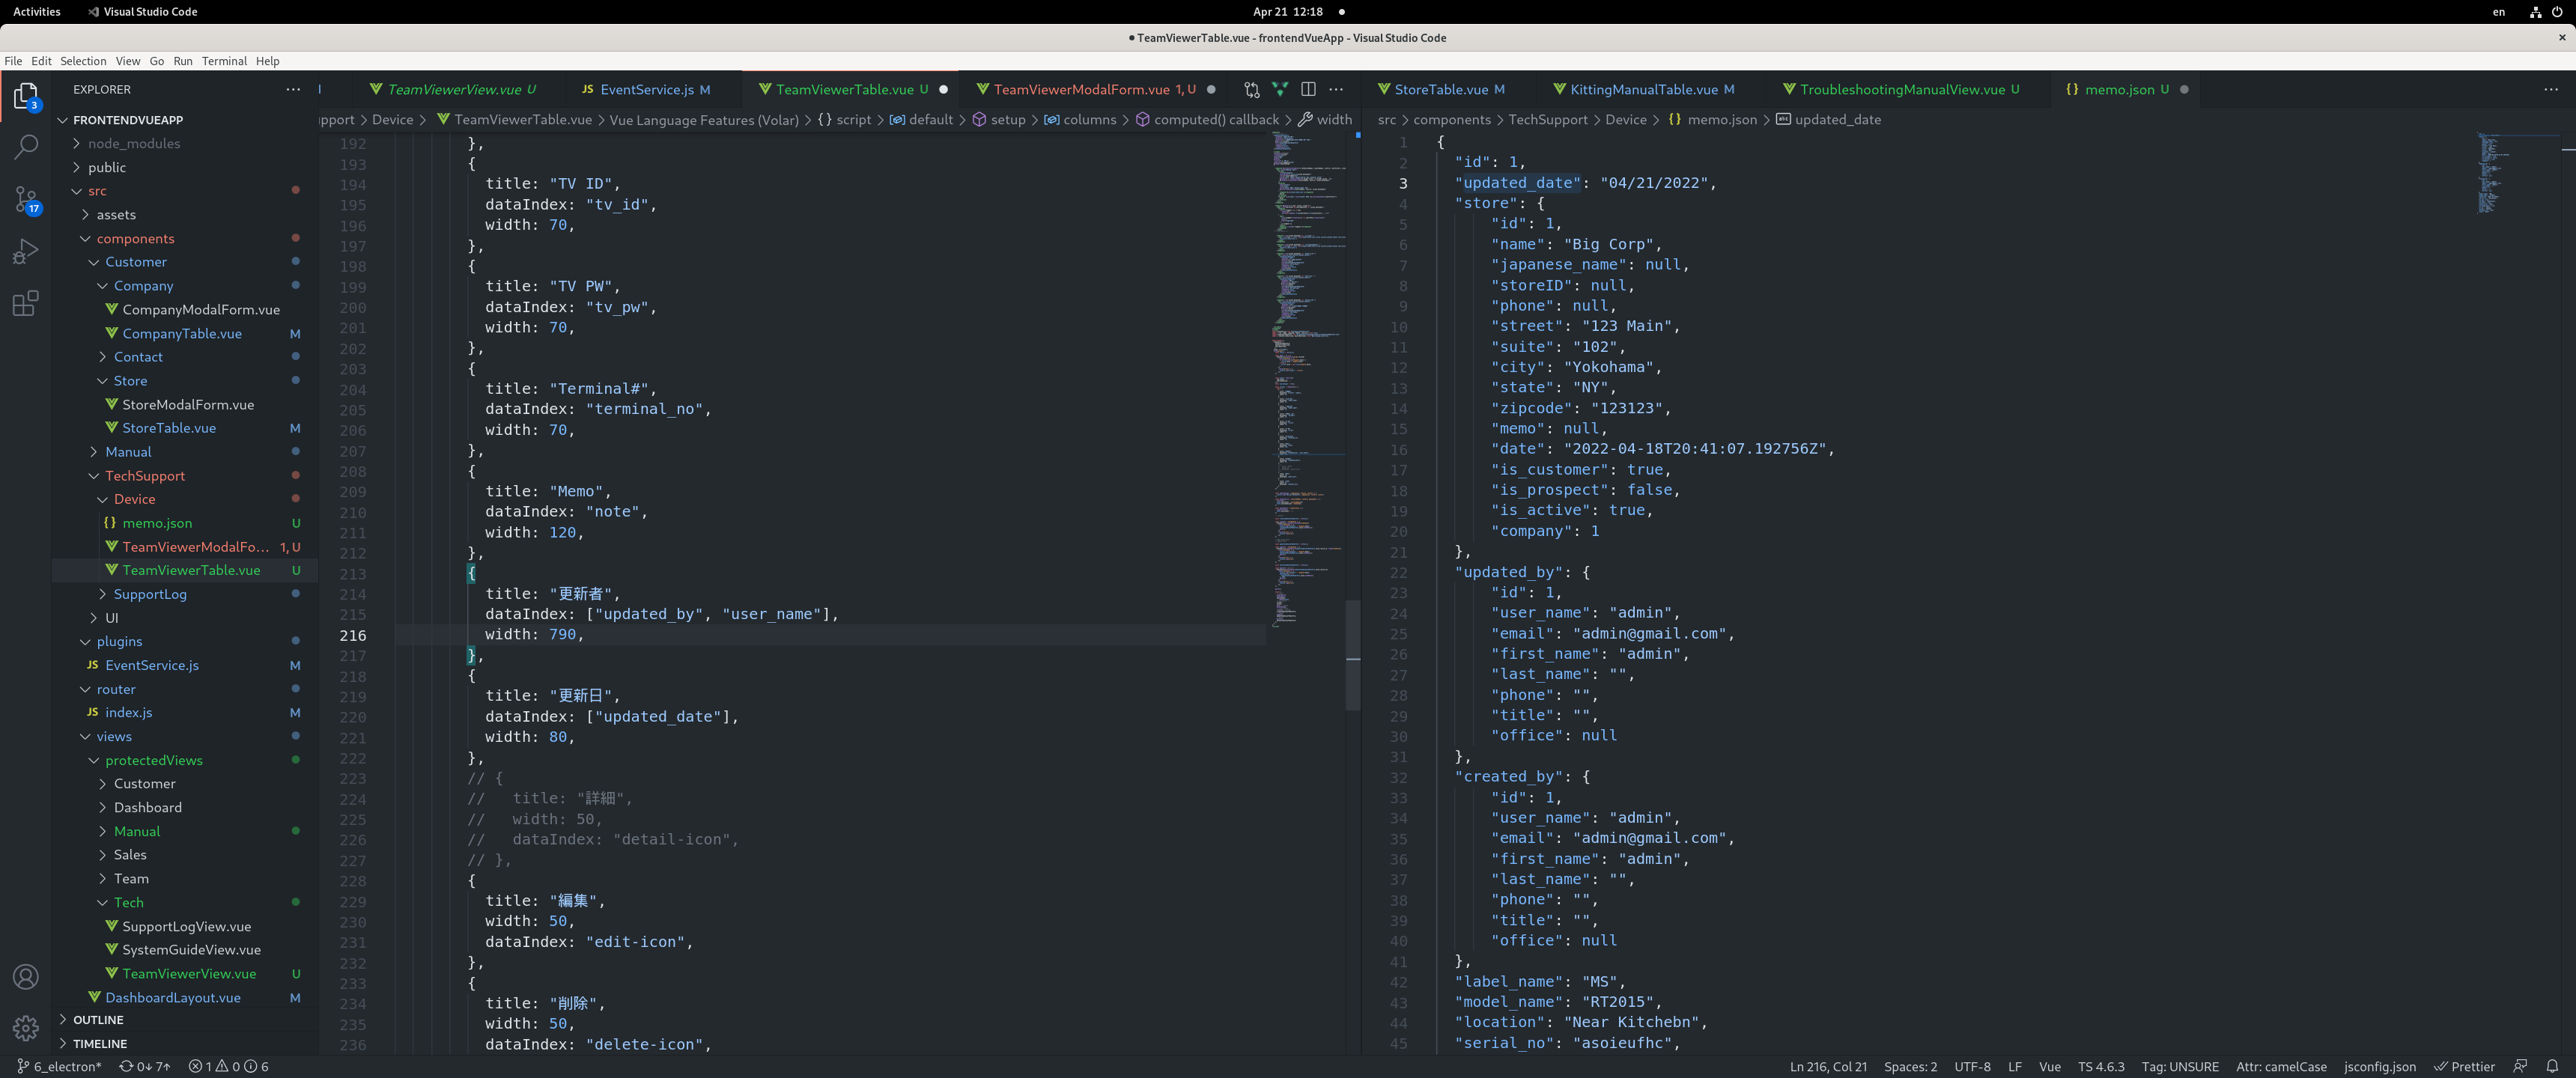 Activities
Visual Studio Code
Apr 21 12:18
en
TeamViewerTable.vue - frontendVueApp - Visual Studio Code
File Edit Selection View Go Run Terminal Help
EXPLORER
TeamViewerView.vue U
EventService.js M
TeamViewerTable.vue U
TeamViewerModalForm.vue 1, U
StoreTable.vue M
KittingManualTable.vue M
TroubleshootingManualView.vue U
memo.json U
3
17
FRONTENDVUEAPP
node_modules
public
src
assets
components
Customer
Company
CompanyModalForm.vue
CompanyTable.vue M
Contact
Store
StoreModalForm.vue
StoreTable.vue M
Manual
TechSupport
Device
memo.json U
TeamViewerModalFo... 1, U
TeamViewerTable.vue U
SupportLog
UI
plugins
EventService.js M
router
index.js M
views
protectedViews
Customer
Dashboard
Manual
Sales
Team
Tech
SupportLogView.vue
SystemGuideView.vue
TeamViewerView.vue U
DashboardLayout.vue M
OUTLINE
TIMELINE
pport > Device > TeamViewerTable.vue > Vue Language Features (Volar) > {} script > default > setup > columns > computed() callback > width
192 },
193 {
194 title: "TV ID",
195 dataIndex: "tv_id",
196 width: 70,
197 },
198 {
199 title: "TV PW",
200 dataIndex: "tv_pw",
201 width: 70,
202 },
203 {
204 title: "Terminal#",
205 dataIndex: "terminal_no",
206 width: 70,
207 },
208 {
209 title: "Memo",
210 dataIndex: "note",
211 width: 120,
212 },
213 {
214 title: "更新者",
215 dataIndex: ["updated_by", "user_name"],
216 width: 790,
217 },
218 {
219 title: "更新日",
220 dataIndex: ["updated_date"],
221 width: 80,
222 },
223 // {
224 // title: "詳細",
225 // width: 50,
226 // dataIndex: "detail-icon",
227 // },
228 {
229 title: "編集",
230 width: 50,
231 dataIndex: "edit-icon",
232 },
233 {
234 title: "削除",
235 width: 50,
236 dataIndex: "delete-icon",
src > components > TechSupport > Device > {} memo.json > updated_date
1 {
2 "id": 1,
3 "updated_date": "04/21/2022",
4 "store": {
5 "id": 1,
6 "name": "Big Corp",
7 "japanese_name": null,
8 "storeID": null,
9 "phone": null,
10 "street": "123 Main",
11 "suite": "102",
12 "city": "Yokohama",
13 "state": "NY",
14 "zipcode": "123123",
15 "memo": null,
16 "date": "2022-04-18T20:41:07.192756Z",
17 "is_customer": true,
18 "is_prospect": false,
19 "is_active": true,
20 "company": 1
21 },
22 "updated_by": {
23 "id": 1,
24 "user_name": "admin",
25 "email": "admin@gmail.com",
26 "first_name": "admin",
27 "last_name": "",
28 "phone": "",
29 "title": "",
30 "office": null
31 },
32 "created_by": {
33 "id": 1,
34 "user_name": "admin",
35 "email": "admin@gmail.com",
36 "first_name": "admin",
37 "last_name": "",
38 "phone": "",
39 "title": "",
40 "office": null
41 },
42 "label_name": "MS",
43 "model_name": "RT2015",
44 "location": "Near Kitchebn",
45 "serial_no": "asoieufhc",
6_electron* 0↓ 7↑ 1 0 6
Ln 216, Col 21 Spaces: 2 UTF-8 LF Vue TS 4.6.3 Tag: UNSURE Attr: camelCase jsconfig.json Prettier